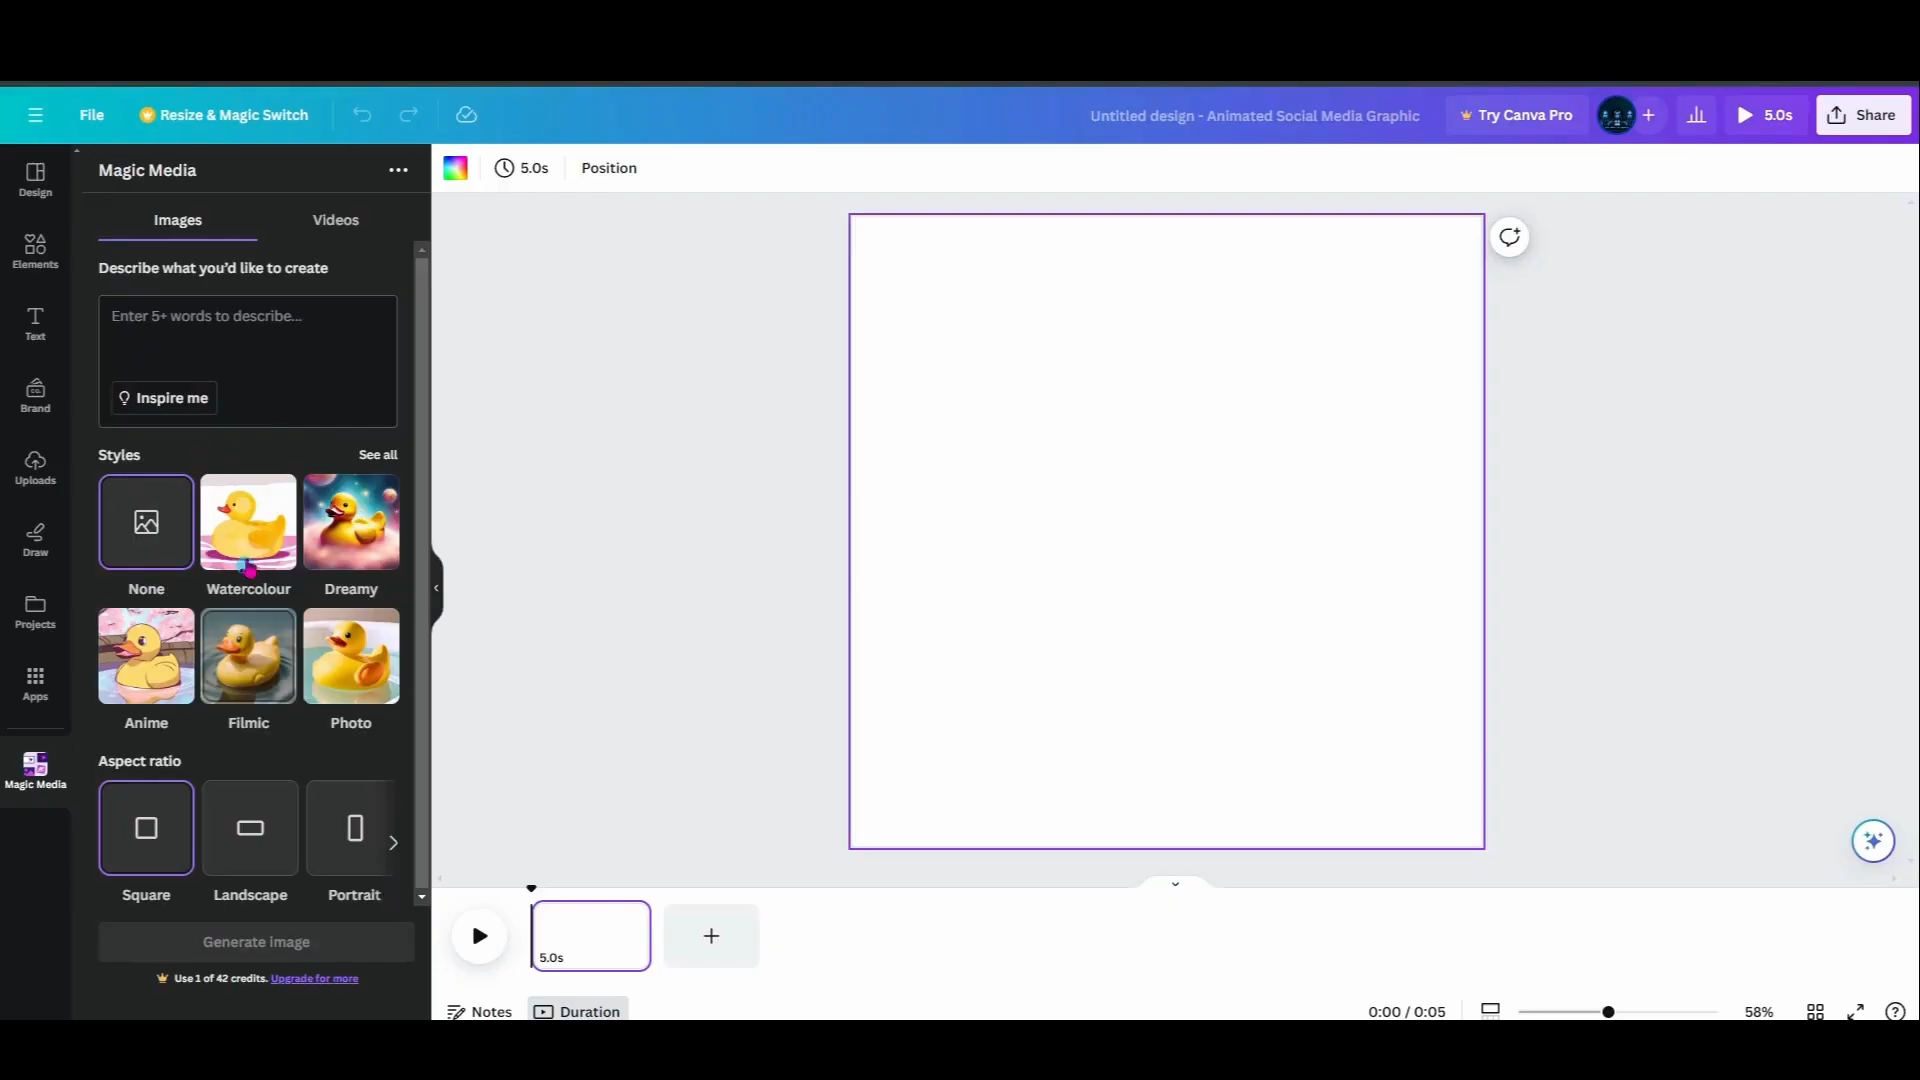 File
Resize & Magic Switch
Untitled design - Animated Social Media Graphic
Try Canva Pro
5.0s
Share
Design
Elements
Text
Brand
Uploads
Draw
Projects
Apps
Magic Media
Magic Media
Images
Videos
Describe what you'd like to create
Enter 5+ words to describe...
Inspire me
Styles
See all
None
Watercolour
Dreamy
Anime
Filmic
Photo
Aspect ratio
Square
Landscape
Portrait
Generate image
Use 1 of 42 credits. Upgrade for more
5.0s
Position
5.0s
Notes
Duration
0:00 / 0:05
58%